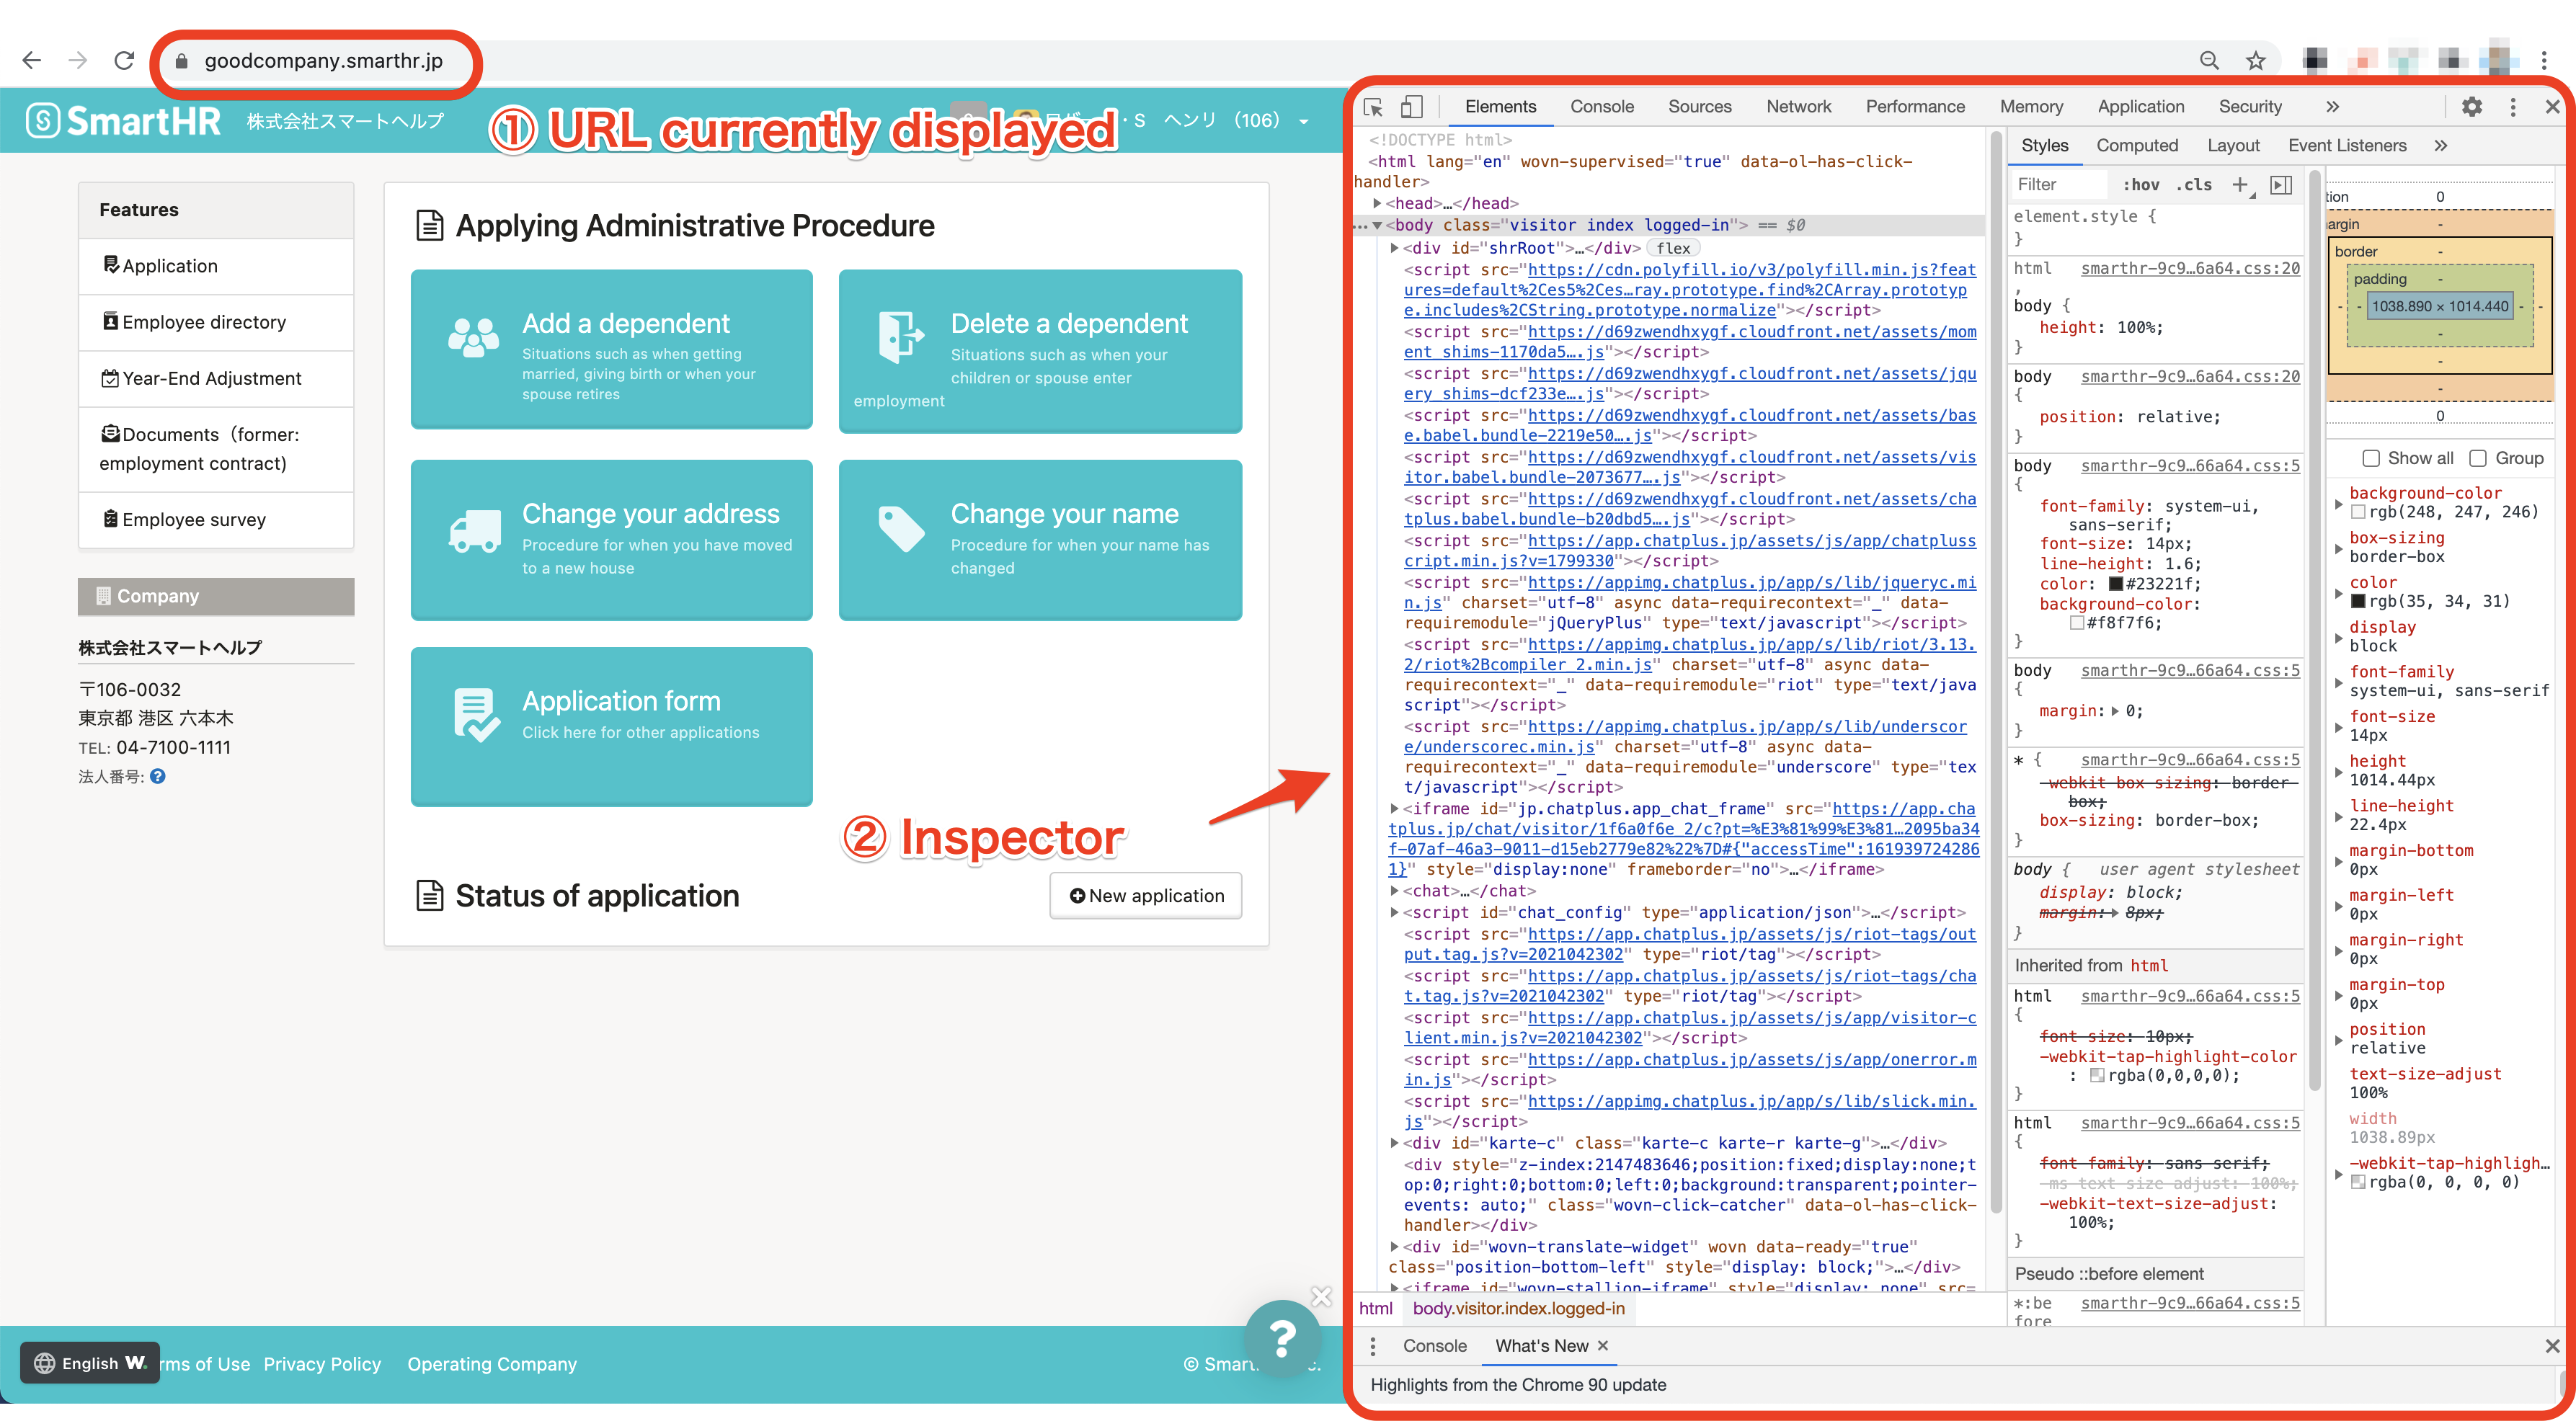 goodcompany.smarthr.jp
SmartHR 株式会社スマートヘルプ
・S ヘンリ (106)
① URL currently displayed
Features
Application
Employee directory
Year-End Adjustment
Documents（former:
employment contract)
Employee survey
Company
株式会社スマートヘルプ
〒106-0032
東京都 港区 六本木
TEL: 04-7100-1111
法人番号: ?
Applying Administrative Procedure
Add a dependent
Situations such as when getting
married, giving birth or when your
spouse retires
Delete a dependent
Situations such as when your
children or spouse enter
employment
Change your address
Procedure for when you have moved
to a new house
Change your name
Procedure for when your name has
changed
Application form
Click here for other applications
② Inspector
Status of application
New application
English W.
rms of Use Privacy Policy Operating Company
© Smart
?
Elements Console Sources Network Performance Memory Application Security »
<!DOCTYPE html>
<html lang="en" wovn-supervised="true" data-ol-has-click-
handler>
<head>…</head>
<body class="visitor index logged-in"> == $0
<div id="shrRoot">…</div> flex
<script src="https://cdn.polyfill.io/v3/polyfill.min.js?feat
ures=default%2Ces5%2Ces…ray.prototype.find%2CArray.prototyp
e.includes%2CString.prototype.normalize"></script>
<script src="https://d69zwendhxygf.cloudfront.net/assets/mom
ent_shims-1170da5….js"></script>
<script src="https://d69zwendhxygf.cloudfront.net/assets/jqu
ery_shims-dcf233e….js"></script>
<script src="https://d69zwendhxygf.cloudfront.net/assets/bas
e.babel.bundle-2219e50….js"></script>
<script src="https://d69zwendhxygf.cloudfront.net/assets/vis
itor.babel.bundle-2073677….js"></script>
<script src="https://d69zwendhxygf.cloudfront.net/assets/cha
tplus.babel.bundle-b20dbd5….js"></script>
<script src="https://app.chatplus.jp/assets/js/app/chatpluss
cript.min.js?v=1799330"></script>
<script src="https://appimg.chatplus.jp/app/s/lib/jqueryc.mi
n.js" charset="utf-8" async data-requirecontext="_" data-
requiremodule="jQueryPlus" type="text/javascript"></script>
<script src="https://appimg.chatplus.jp/app/s/lib/riot/3.13.
2/riot%2Bcompiler_2.min.js" charset="utf-8" async data-
requirecontext="_" data-requiremodule="riot" type="text/java
script"></script>
<script src="https://appimg.chatplus.jp/app/s/lib/underscor
e/underscorec.min.js" charset="utf-8" async data-
requirecontext="_" data-requiremodule="underscore" type="tex
t/javascript"></script>
<iframe id="jp.chatplus.app_chat_frame" src="https://app.cha
tplus.jp/chat/visitor/1f6a0f6e_2/c?pt=%E3%81%99%E3%81…2095ba34
f-07af-46a3-9011-d15eb2779e82%22%7D#{"accessTime":161939724286
1}" style="display:none" frameborder="no">…</iframe>
<chat>…</chat>
<script id="chat_config" type="application/json">…</script>
<script src="https://app.chatplus.jp/assets/js/riot-tags/out
put.tag.js?v=2021042302" type="riot/tag"></script>
<script src="https://app.chatplus.jp/assets/js/riot-tags/cha
t.tag.js?v=2021042302" type="riot/tag"></script>
<script src="https://app.chatplus.jp/assets/js/app/visitor-c
lient.min.js?v=2021042302"></script>
<script src="https://app.chatplus.jp/assets/js/app/onerror.m
in.js"></script>
<script src="https://appimg.chatplus.jp/app/s/lib/slick.min.
js"></script>
<div id="karte-c" class="karte-c karte-r karte-g">…</div>
<div style="z-index:2147483646;position:fixed;display:none;t
op:0;right:0;bottom:0;left:0;background:transparent;pointer-
events: auto;" class="wovn-click-catcher" data-ol-has-click-
handler></div>
<div id="wovn-translate-widget" wovn data-ready="true"
class="position-bottom-left" style="display: block;">…</div>
<iframe id="wovn-stallion-iframe" style="display: none" src=
html body.visitor.index.logged-in
Styles Computed Layout Event Listeners »
Filter :hov .cls +
element.style {
}
html smarthr-9c9…6a64.css:20
,
body {
height: 100%;
}
body smarthr-9c9…6a64.css:20
{
position: relative;
}
body smarthr-9c9…66a64.css:5
{
font-family: system-ui,
sans-serif;
font-size: 14px;
line-height: 1.6;
color: #23221f;
background-color:
#f8f7f6;
}
body smarthr-9c9…66a64.css:5
{
margin: 0;
}
* { smarthr-9c9…66a64.css:5
-webkit-box-sizing: border-
box;
box-sizing: border-box;
}
body { user agent stylesheet
display: block;
margin: 8px;
}
Inherited from html
html smarthr-9c9…66a64.css:5
{
font-size: 10px;
-webkit-tap-highlight-color
: rgba(0,0,0,0);
}
html smarthr-9c9…66a64.css:5
{
font-family: sans-serif;
-ms-text-size-adjust: 100%;
-webkit-text-size-adjust:
100%;
}
Pseudo ::before element
*:be smarthr-9c9…66a64.css:5
fore
tion 0
argin -
border -
padding -
- - 1038.890 × 1014.440 - -
-
-
-
0
Show all Group
background-color
rgb(248, 247, 246)
box-sizing
border-box
color
rgb(35, 34, 31)
display
block
font-family
system-ui, sans-serif
font-size
14px
height
1014.44px
line-height
22.4px
margin-bottom
0px
margin-left
0px
margin-right
0px
margin-top
0px
position
relative
text-size-adjust
100%
width
1038.89px
-webkit-tap-highligh…
rgba(0, 0, 0, 0)
Console What's New ×
Highlights from the Chrome 90 update